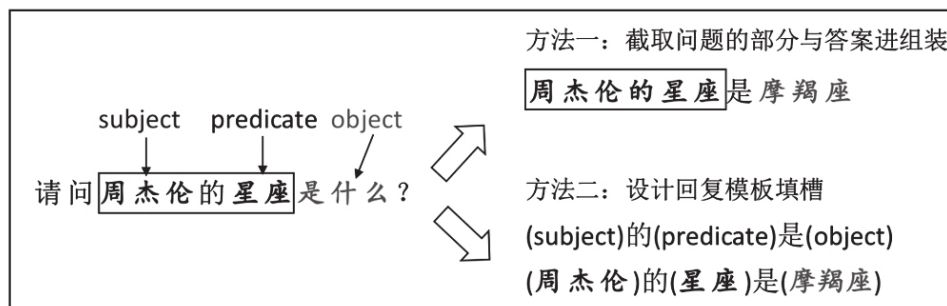 subject predicate object
请问周杰伦的星座是什么？
方法一：截取问题的部分与答案进组装
周杰伦的星座是摩羯座
方法二：设计回复模板填槽
(subject)的(predicate)是(object)
(周杰伦)的(星座)是(摩羯座)